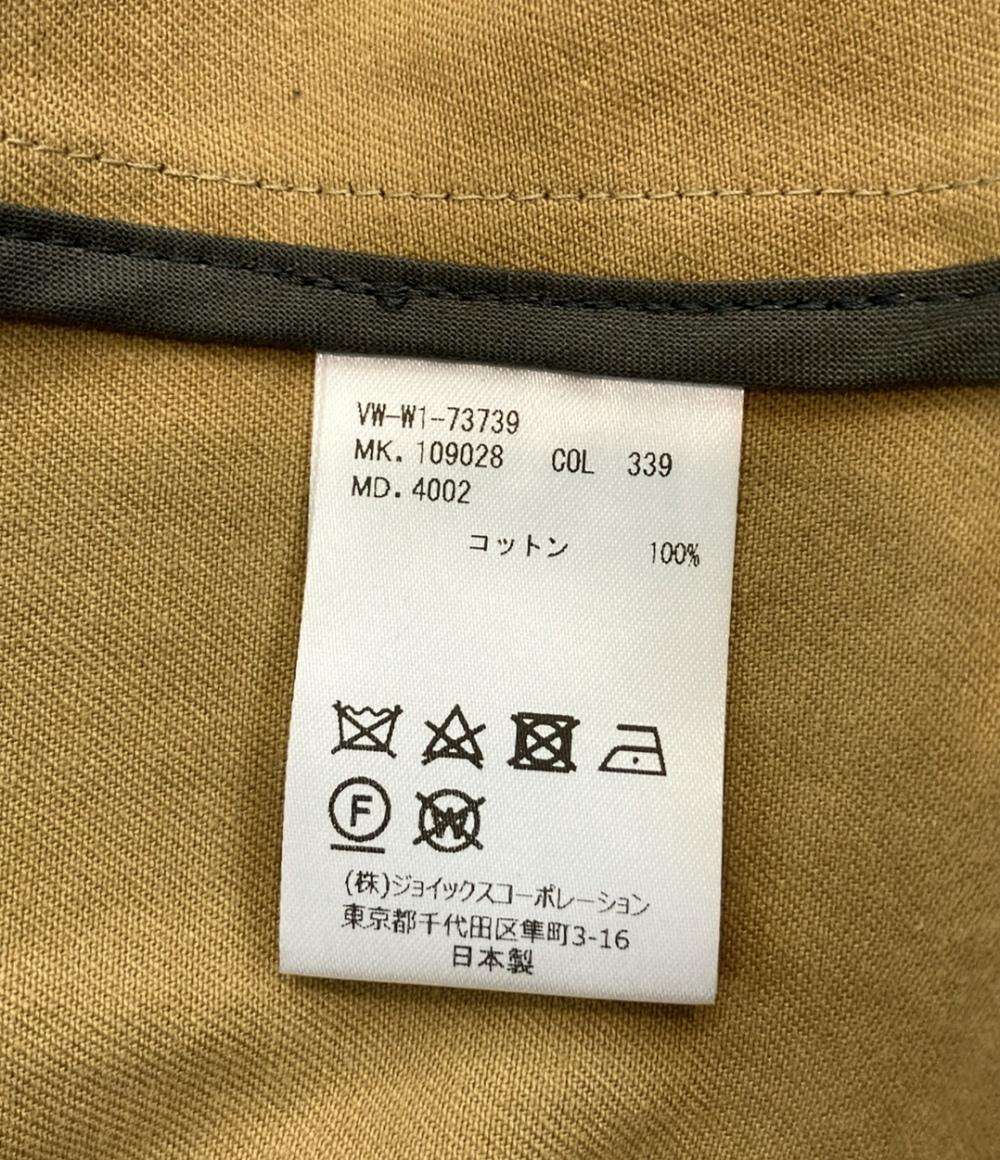 VW-W1-73739
MK. 109028 COL 339
MD. 4002
コットン 100%
F W
(株)ジョイックスコーポレーション
東京都千代田区隼町3-16
日本製